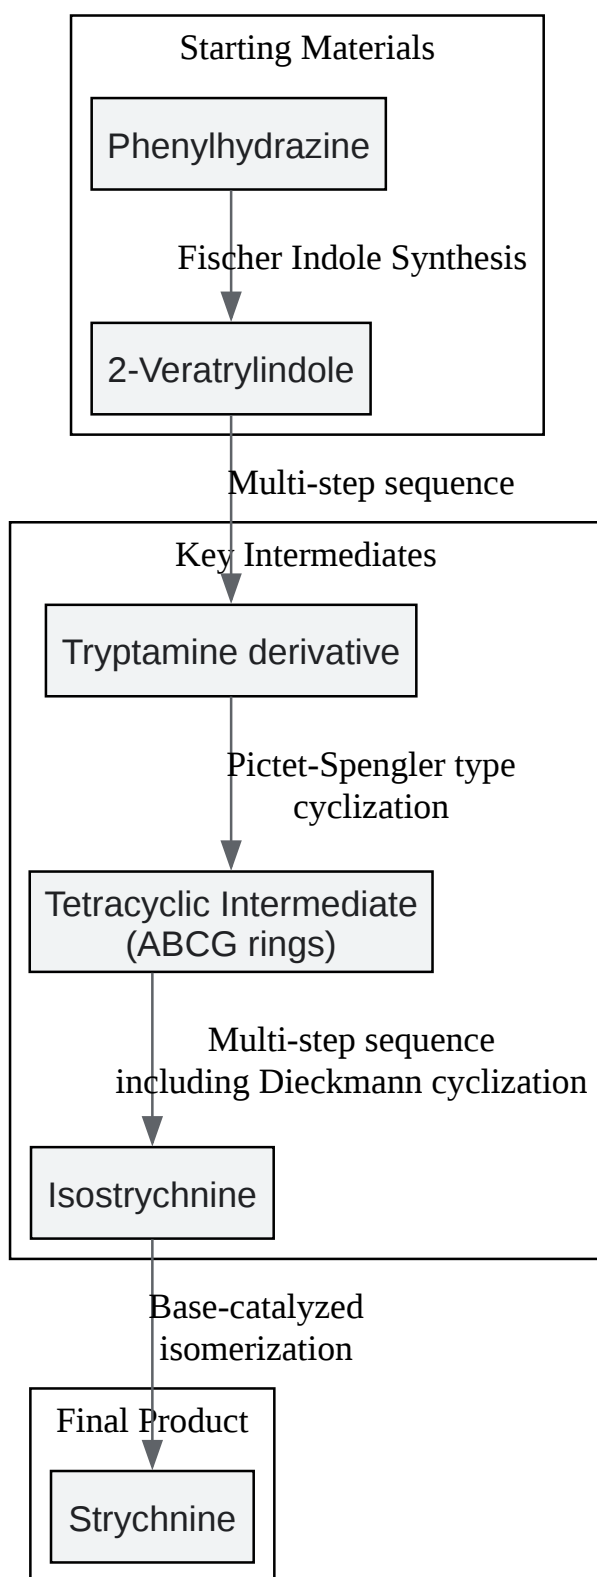 Starting Materials
Phenylhydrazine
Fischer Indole Synthesis
2-Veratrylindole
Multi-step sequence
Key Intermediates
Tryptamine derivative
Pictet-Spengler type
cyclization
Tetracyclic Intermediate
(ABCG rings)
Multi-step sequence
including Dieckmann cyclization
Isostrychnine
Base-catalyzed
isomerization
Final Product
Strychnine